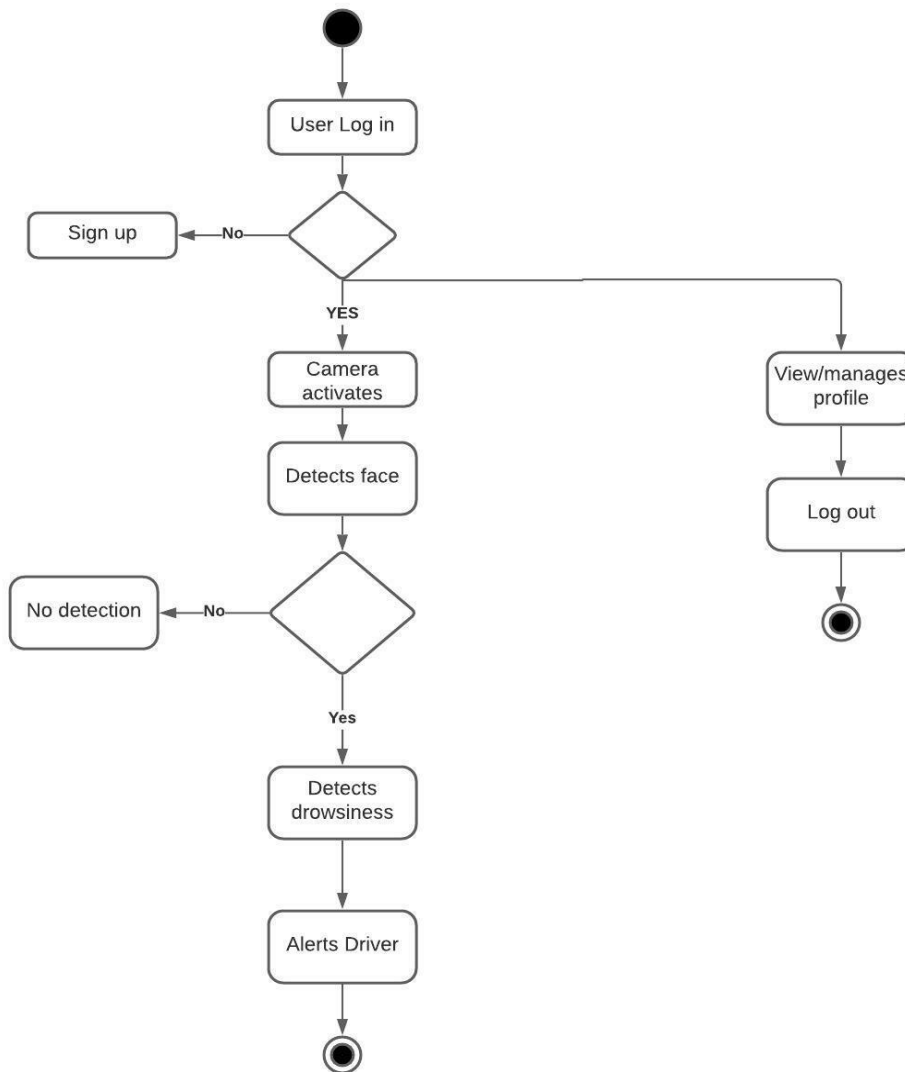 User Log in
Sign up
No
YES
Camera
activates
View/manages
profile
Detects face
Log out
No detection
No
Yes
Detects
drowsiness
Alerts Driver